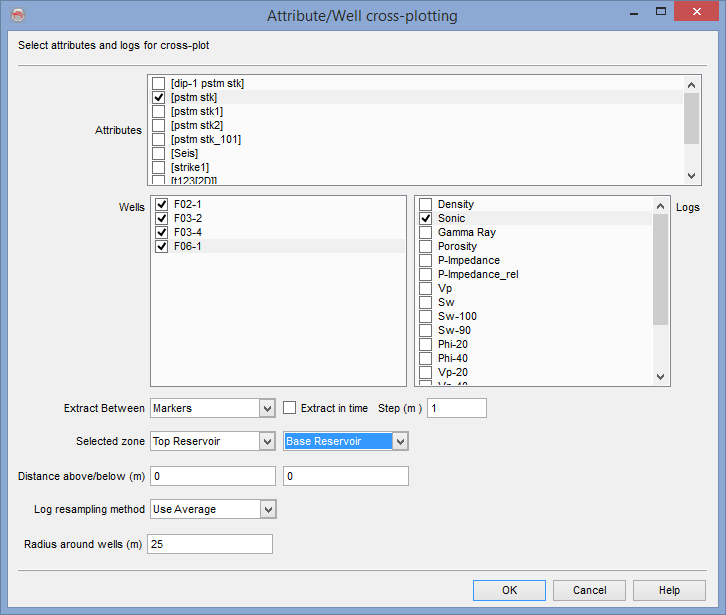 Attribute/Well cross-plotting
Select attributes and logs for cross-plot
Attributes
[dip-1 pstm stk]
[pstm stk]
[pstm stk1]
[pstm stk2]
[pstm stk_101]
[Seis]
[strike1]
[t123[2D]]
Wells
F02-1
F03-2
F03-4
F06-1
Logs
Density
Sonic
Gamma Ray
Porosity
P-Impedance
P-Impedance_rel
Vp
Sw
Sw-100
Sw-90
Phi-20
Phi-40
Vp-20
Vp-40
Extract Between Markers Extract in time Step (m ) 1
Selected zone Top Reservoir Base Reservoir
Distance above/below (m) 0 0
Log resampling method Use Average
Radius around wells (m) 25
OK Cancel Help